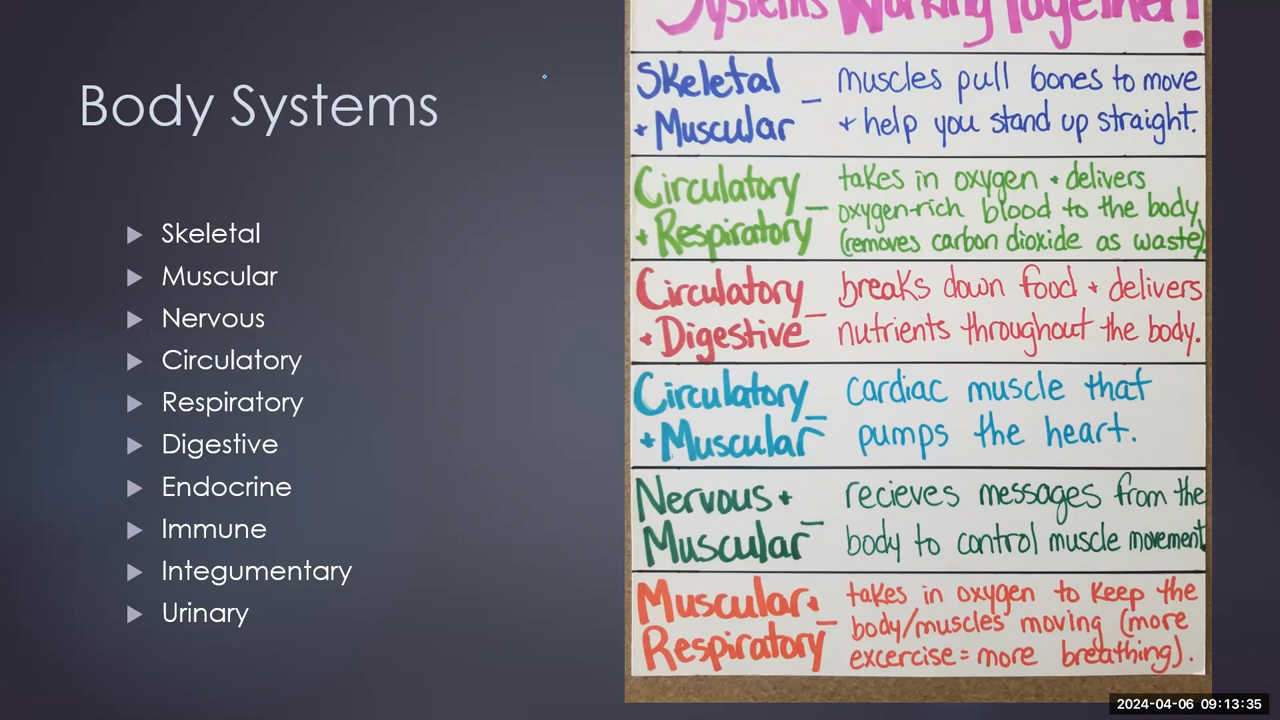 Systems Working Together!
Body Systems
Skeletal
Muscular
Nervous
Circulatory
Respiratory
Digestive
Endocrine
Immune
Integumentary
Urinary
Skeletal
+ Muscular – muscles pull bones to move
+ help you stand up straight.
Circulatory
+ Respiratory – takes in oxygen + delivers
oxygen-rich blood to the body
(removes carbon dioxide as waste)
Circulatory
+ Digestive – breaks down food + delivers
nutrients throughout the body.
Circulatory
+ Muscular – cardiac muscle that
pumps the heart.
Nervous +
Muscular – recieves messages from the
body to control muscle movement
Muscular +
Respiratory – takes in oxygen to keep the
body/muscles moving (more
excercise = more breathing).
2024-04-06 09:13:35